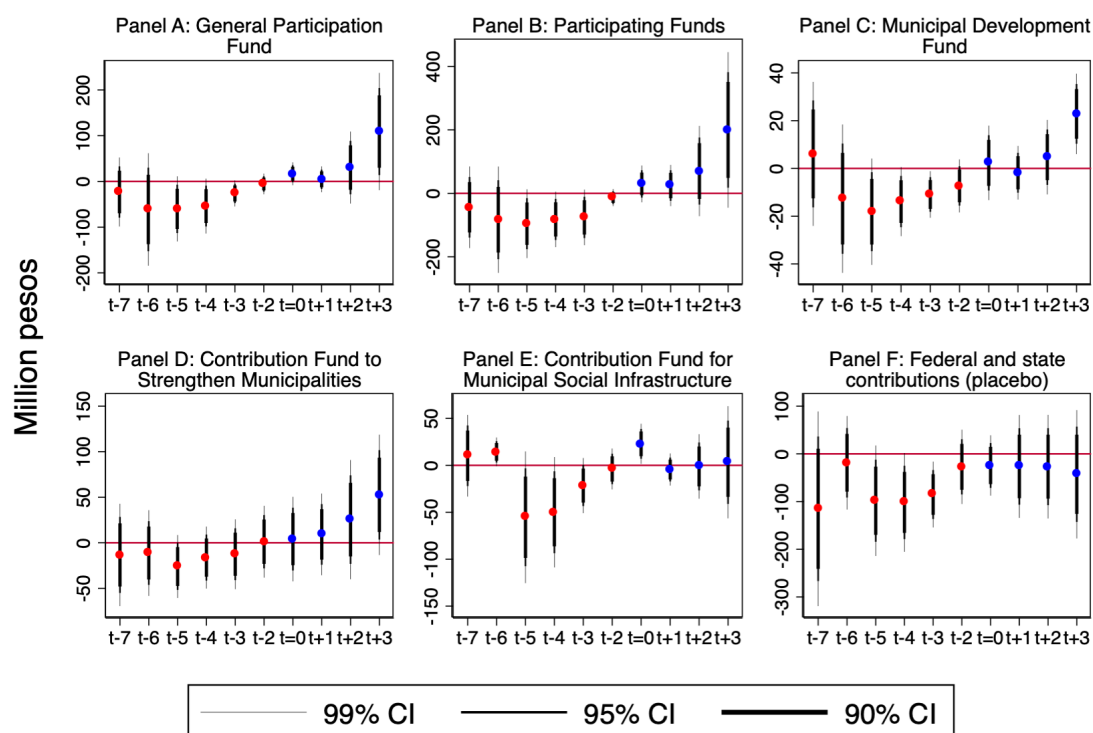 Panel A: General Participation
Fund
200
100
0
-100
-200
t-7 t-6 t-5 t-4 t-3 t-2 t=0 t+1 t+2 t+3
Panel B: Participating Funds
400
200
0
-200
t-7 t-6 t-5 t-4 t-3 t-2 t=0 t+1 t+2 t+3
Panel C: Municipal Development
Fund
40
20
0
-20
-40
t-7 t-6 t-5 t-4 t-3 t-2 t=0 t+1 t+2 t+3
Million pesos
Panel D: Contribution Fund to
Strengthen Municipalities
150
100
50
0
-50
t-7 t-6 t-5 t-4 t-3 t-2 t=0 t+1 t+2 t+3
Panel E: Contribution Fund for
Municipal Social Infrastructure
50
0
-50
-100
-150
t-7 t-6 t-5 t-4 t-3 t-2 t=0 t+1 t+2 t+3
Panel F: Federal and state
contributions (placebo)
100
0
-100
-200
-300
t-7 t-6 t-5 t-4 t-3 t-2 t=0 t+1 t+2 t+3
99% CI 95% CI 90% CI